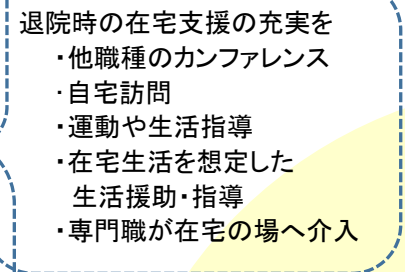 退院時の在宅支援の充実を
・他職種のカンファレンス
・自宅訪問
・運動や生活指導
・在宅生活を想定した
生活援助・指導
・専門職が在宅の場へ介入